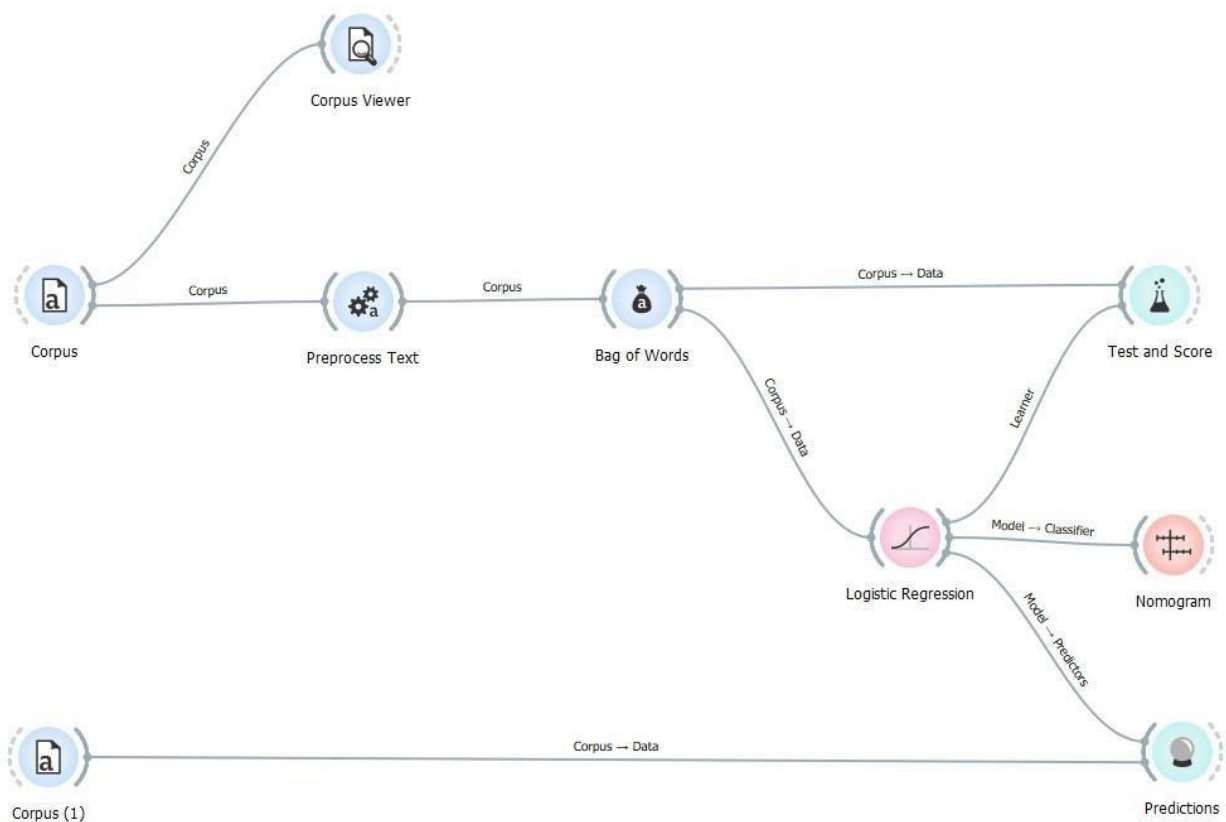 Corpus Viewer
Corpus
Corpus
Corpus
Corpus → Data
Corpus
Preprocess Text
Bag of Words
Test and Score
Corpus → Data
Learner
Model → Classifier
Logistic Regression
Nomogram
Model → Predictors
Corpus → Data
Corpus (1)
Predictions
a
a
a
a